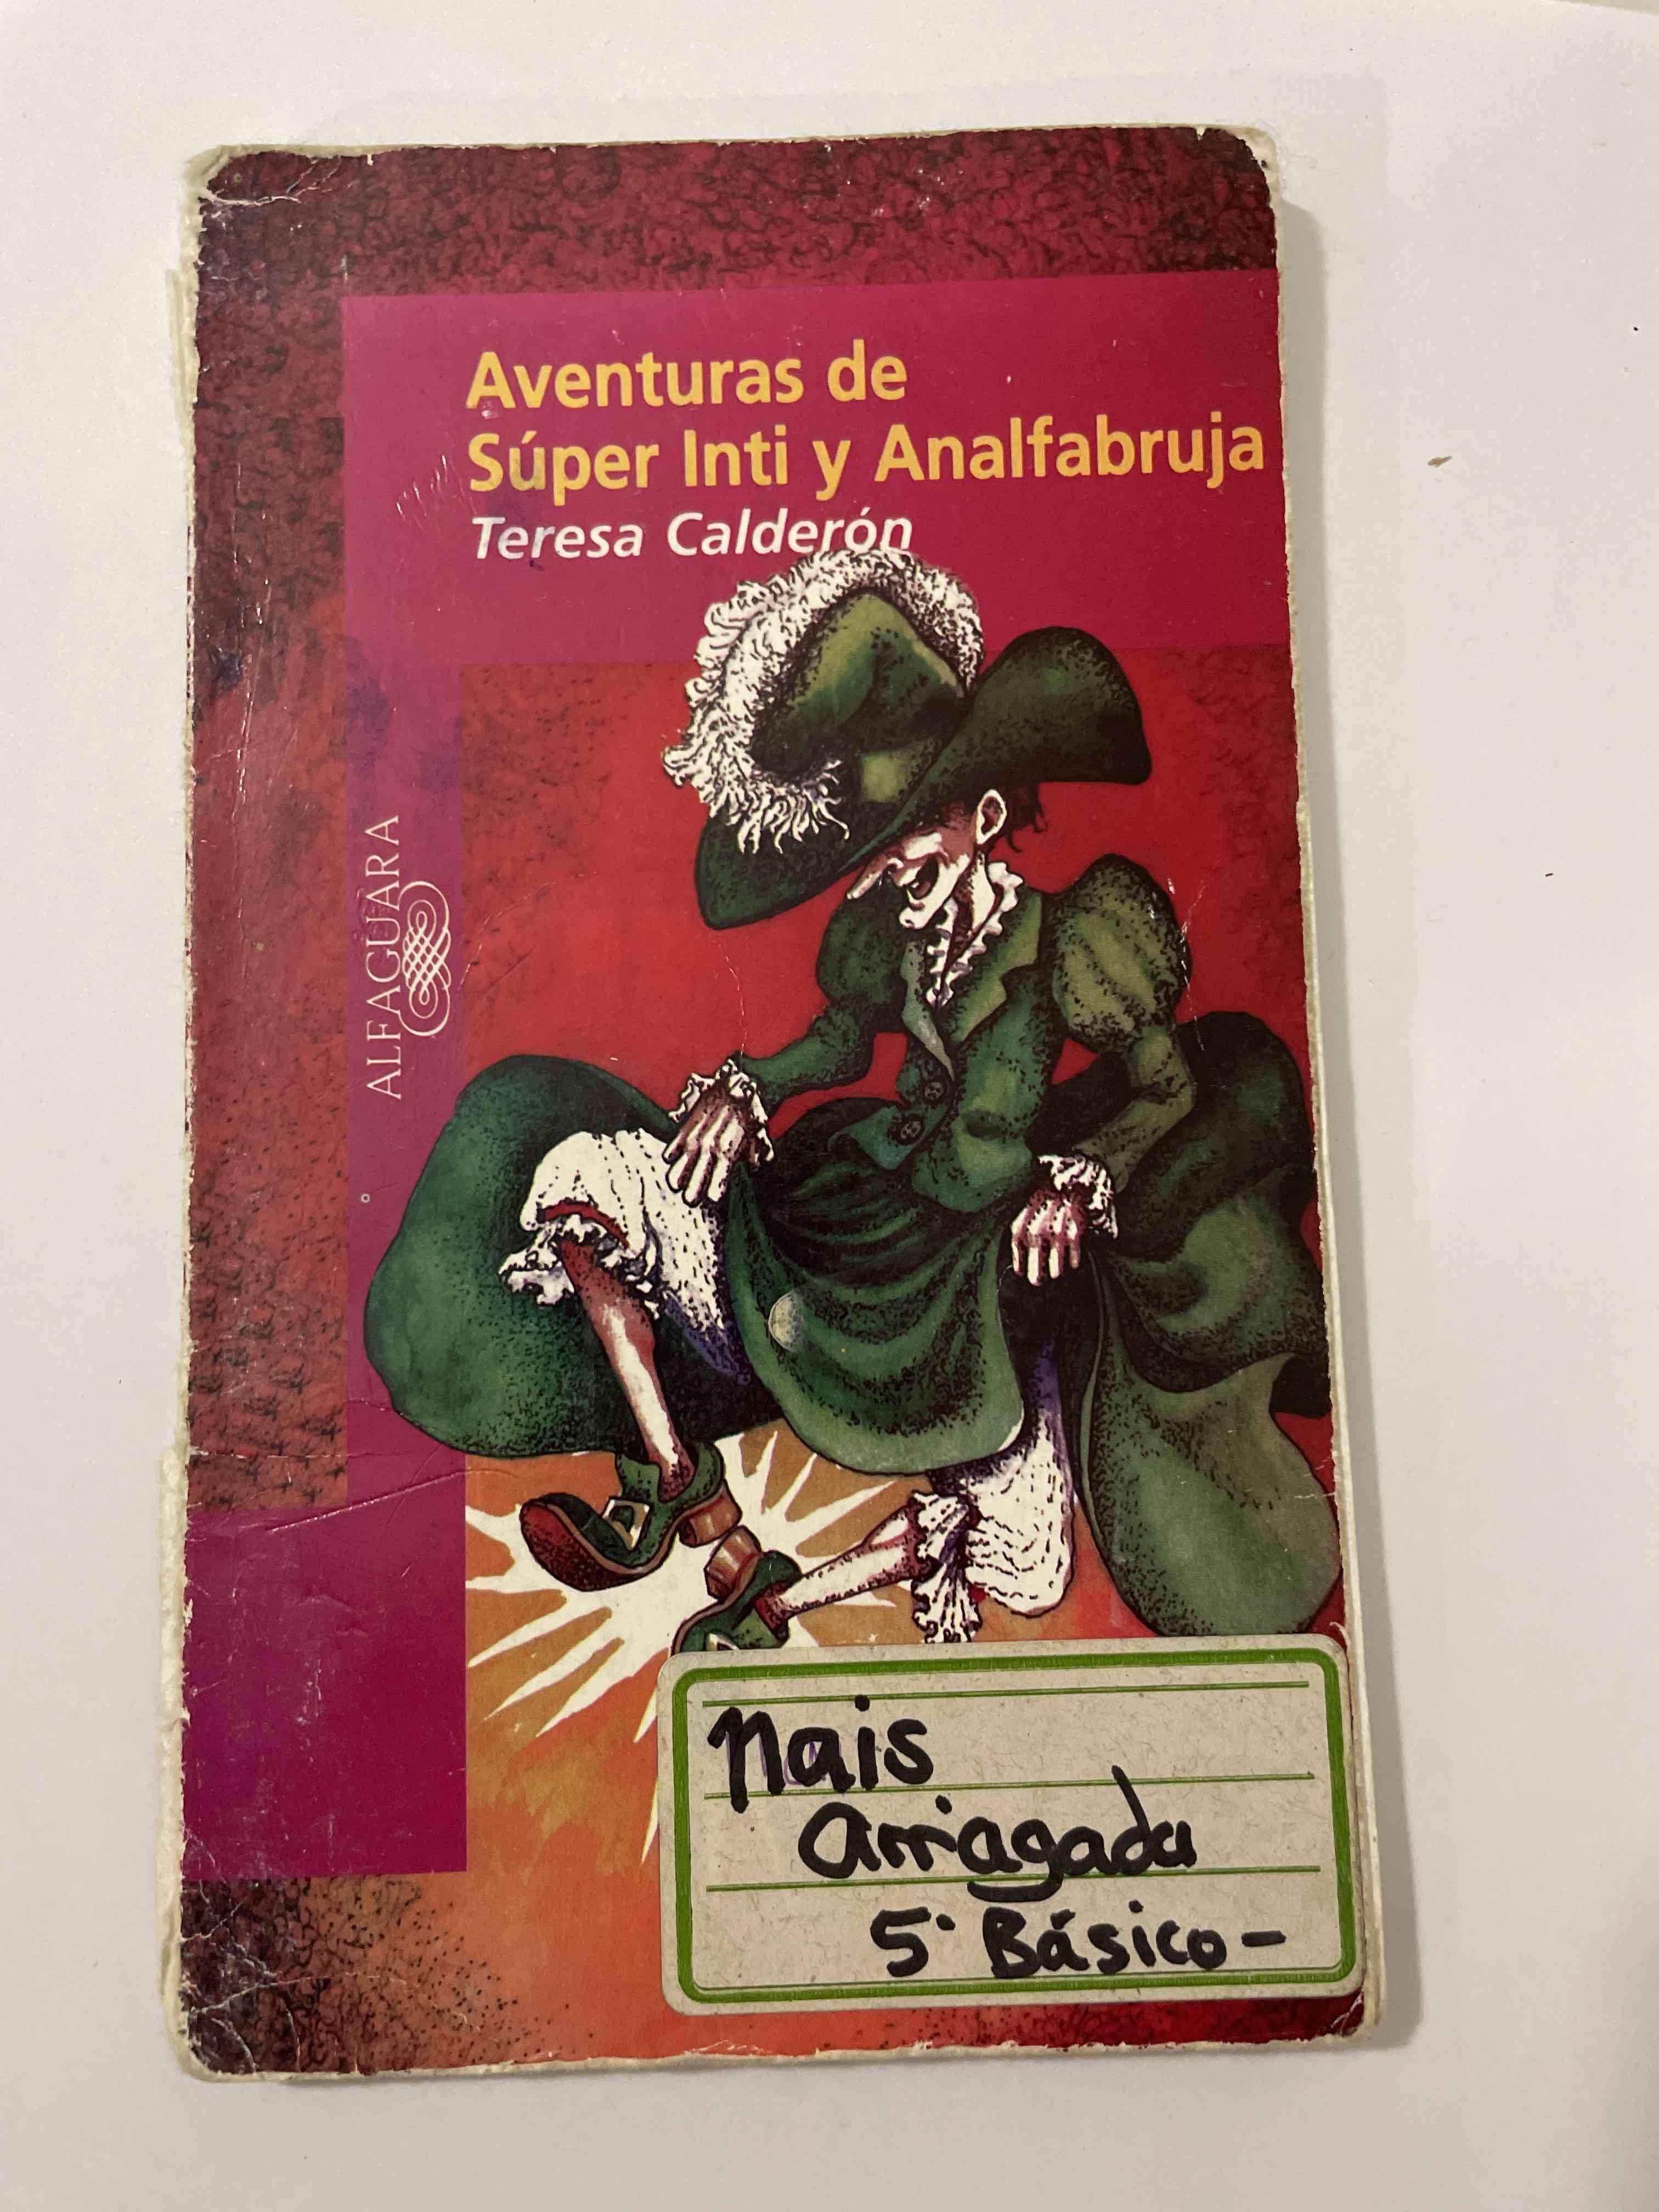 Aventuras de
Súper Inti y Analfabruja
Teresa Calderón
ALFAGUARA
Nais
Arriagada
5° Básico -